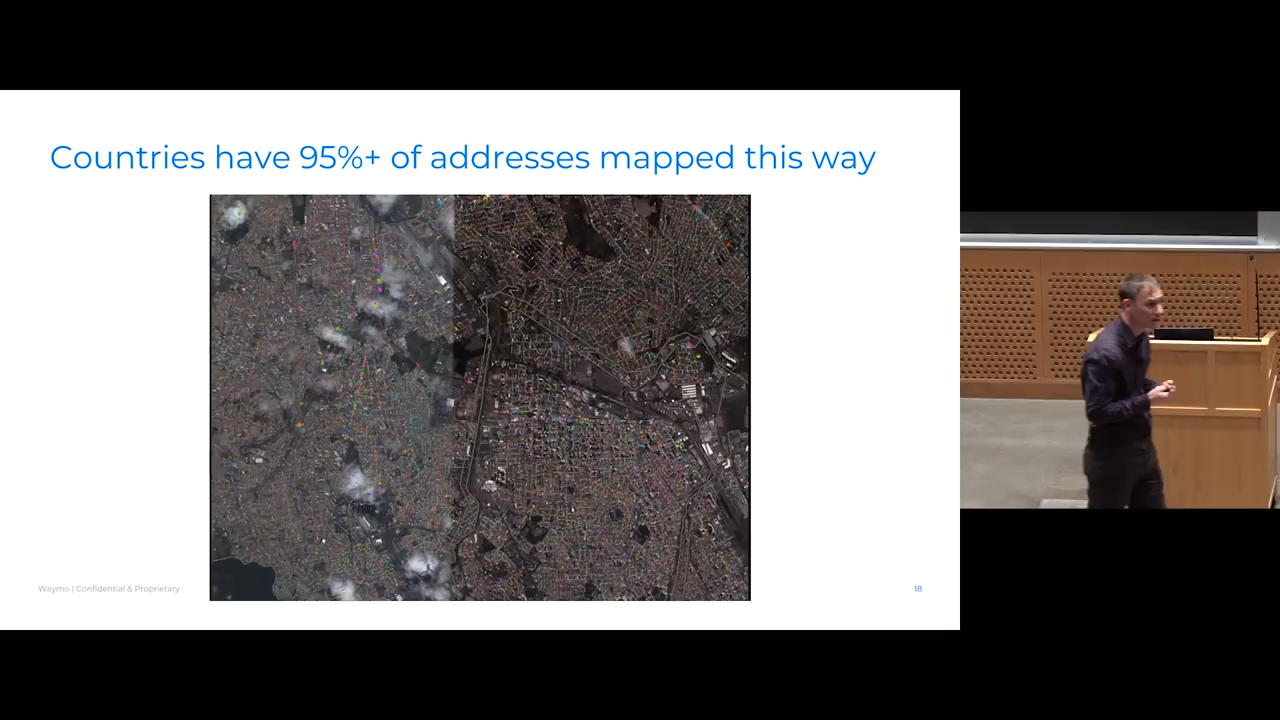 Countries have 95%+ of addresses mapped this way
Waymo | Confidential & Proprietary
18